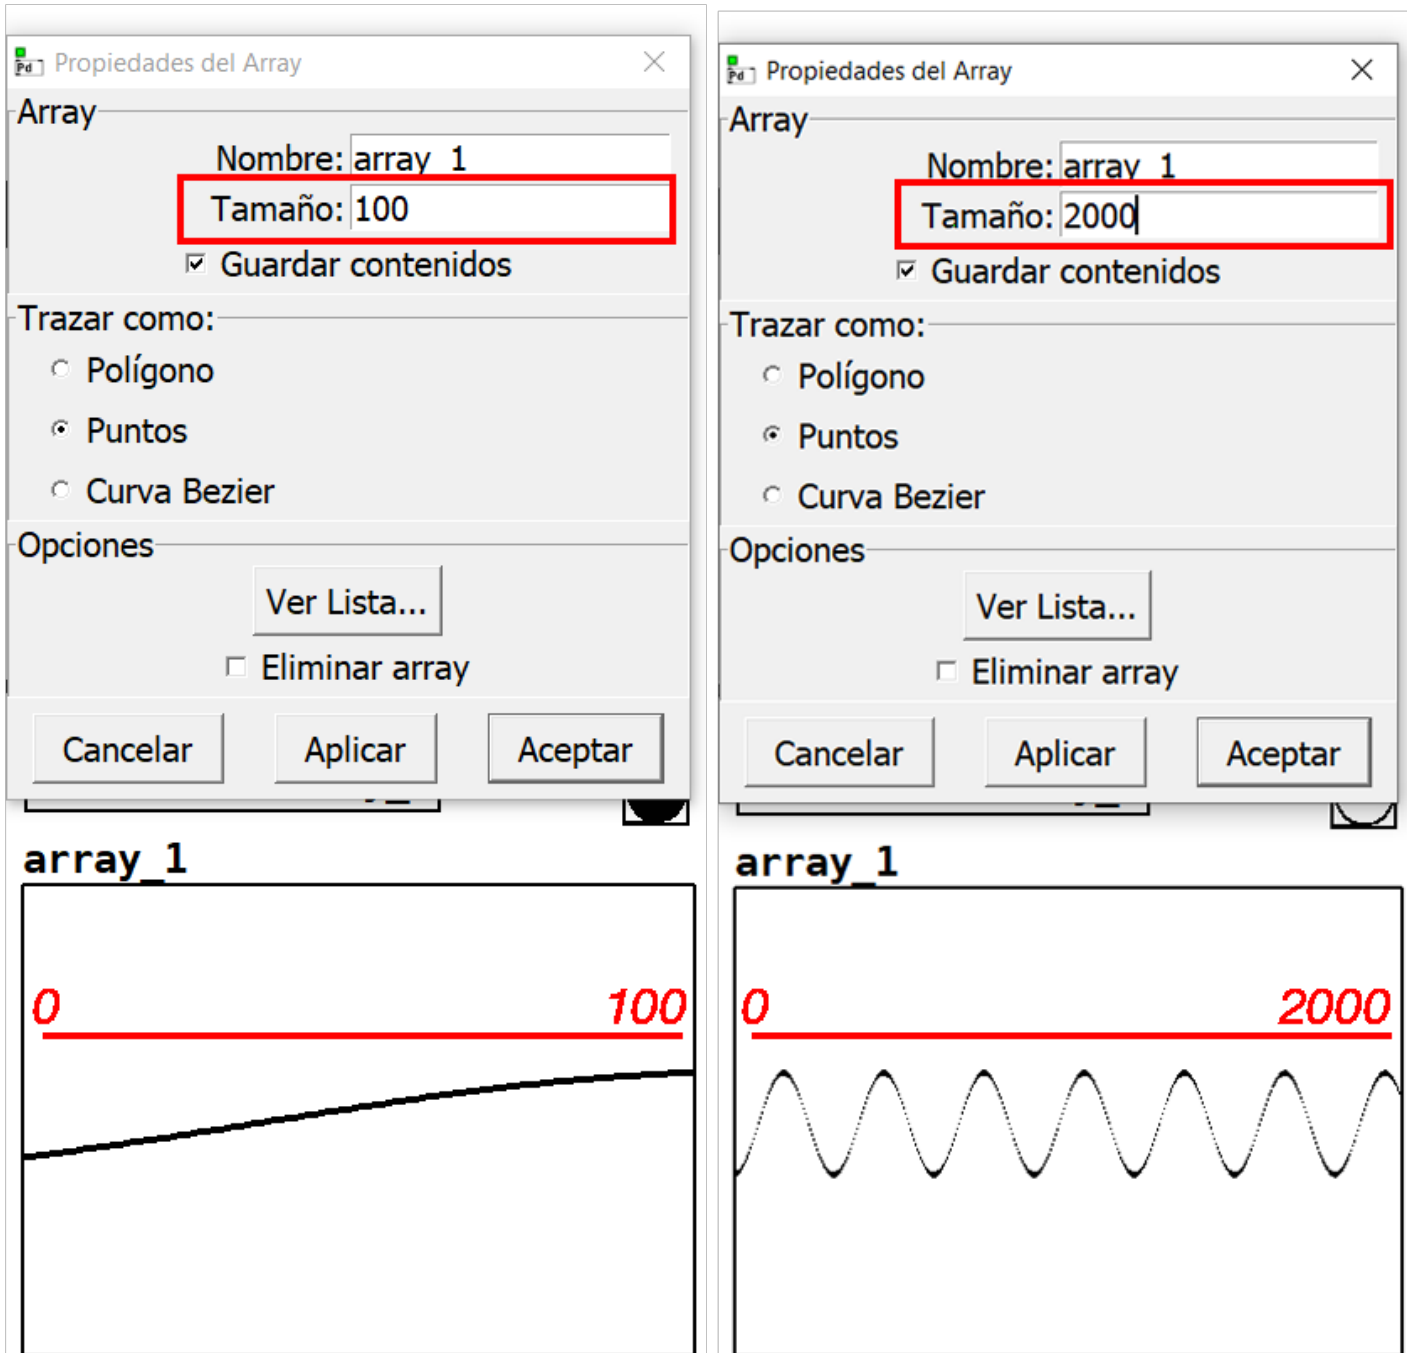 Pd
Propiedades del Array
Array
Nombre: array_1
Tamaño: 100
Guardar contenidos
Trazar como:
Polígono
Puntos
Curva Bezier
Opciones
Ver Lista...
Eliminar array
Cancelar
Aplicar
Aceptar
array_1
0
100
Pd
Propiedades del Array
Array
Nombre: array_1
Tamaño: 2000
Guardar contenidos
Trazar como:
Polígono
Puntos
Curva Bezier
Opciones
Ver Lista...
Eliminar array
Cancelar
Aplicar
Aceptar
array_1
0
2000